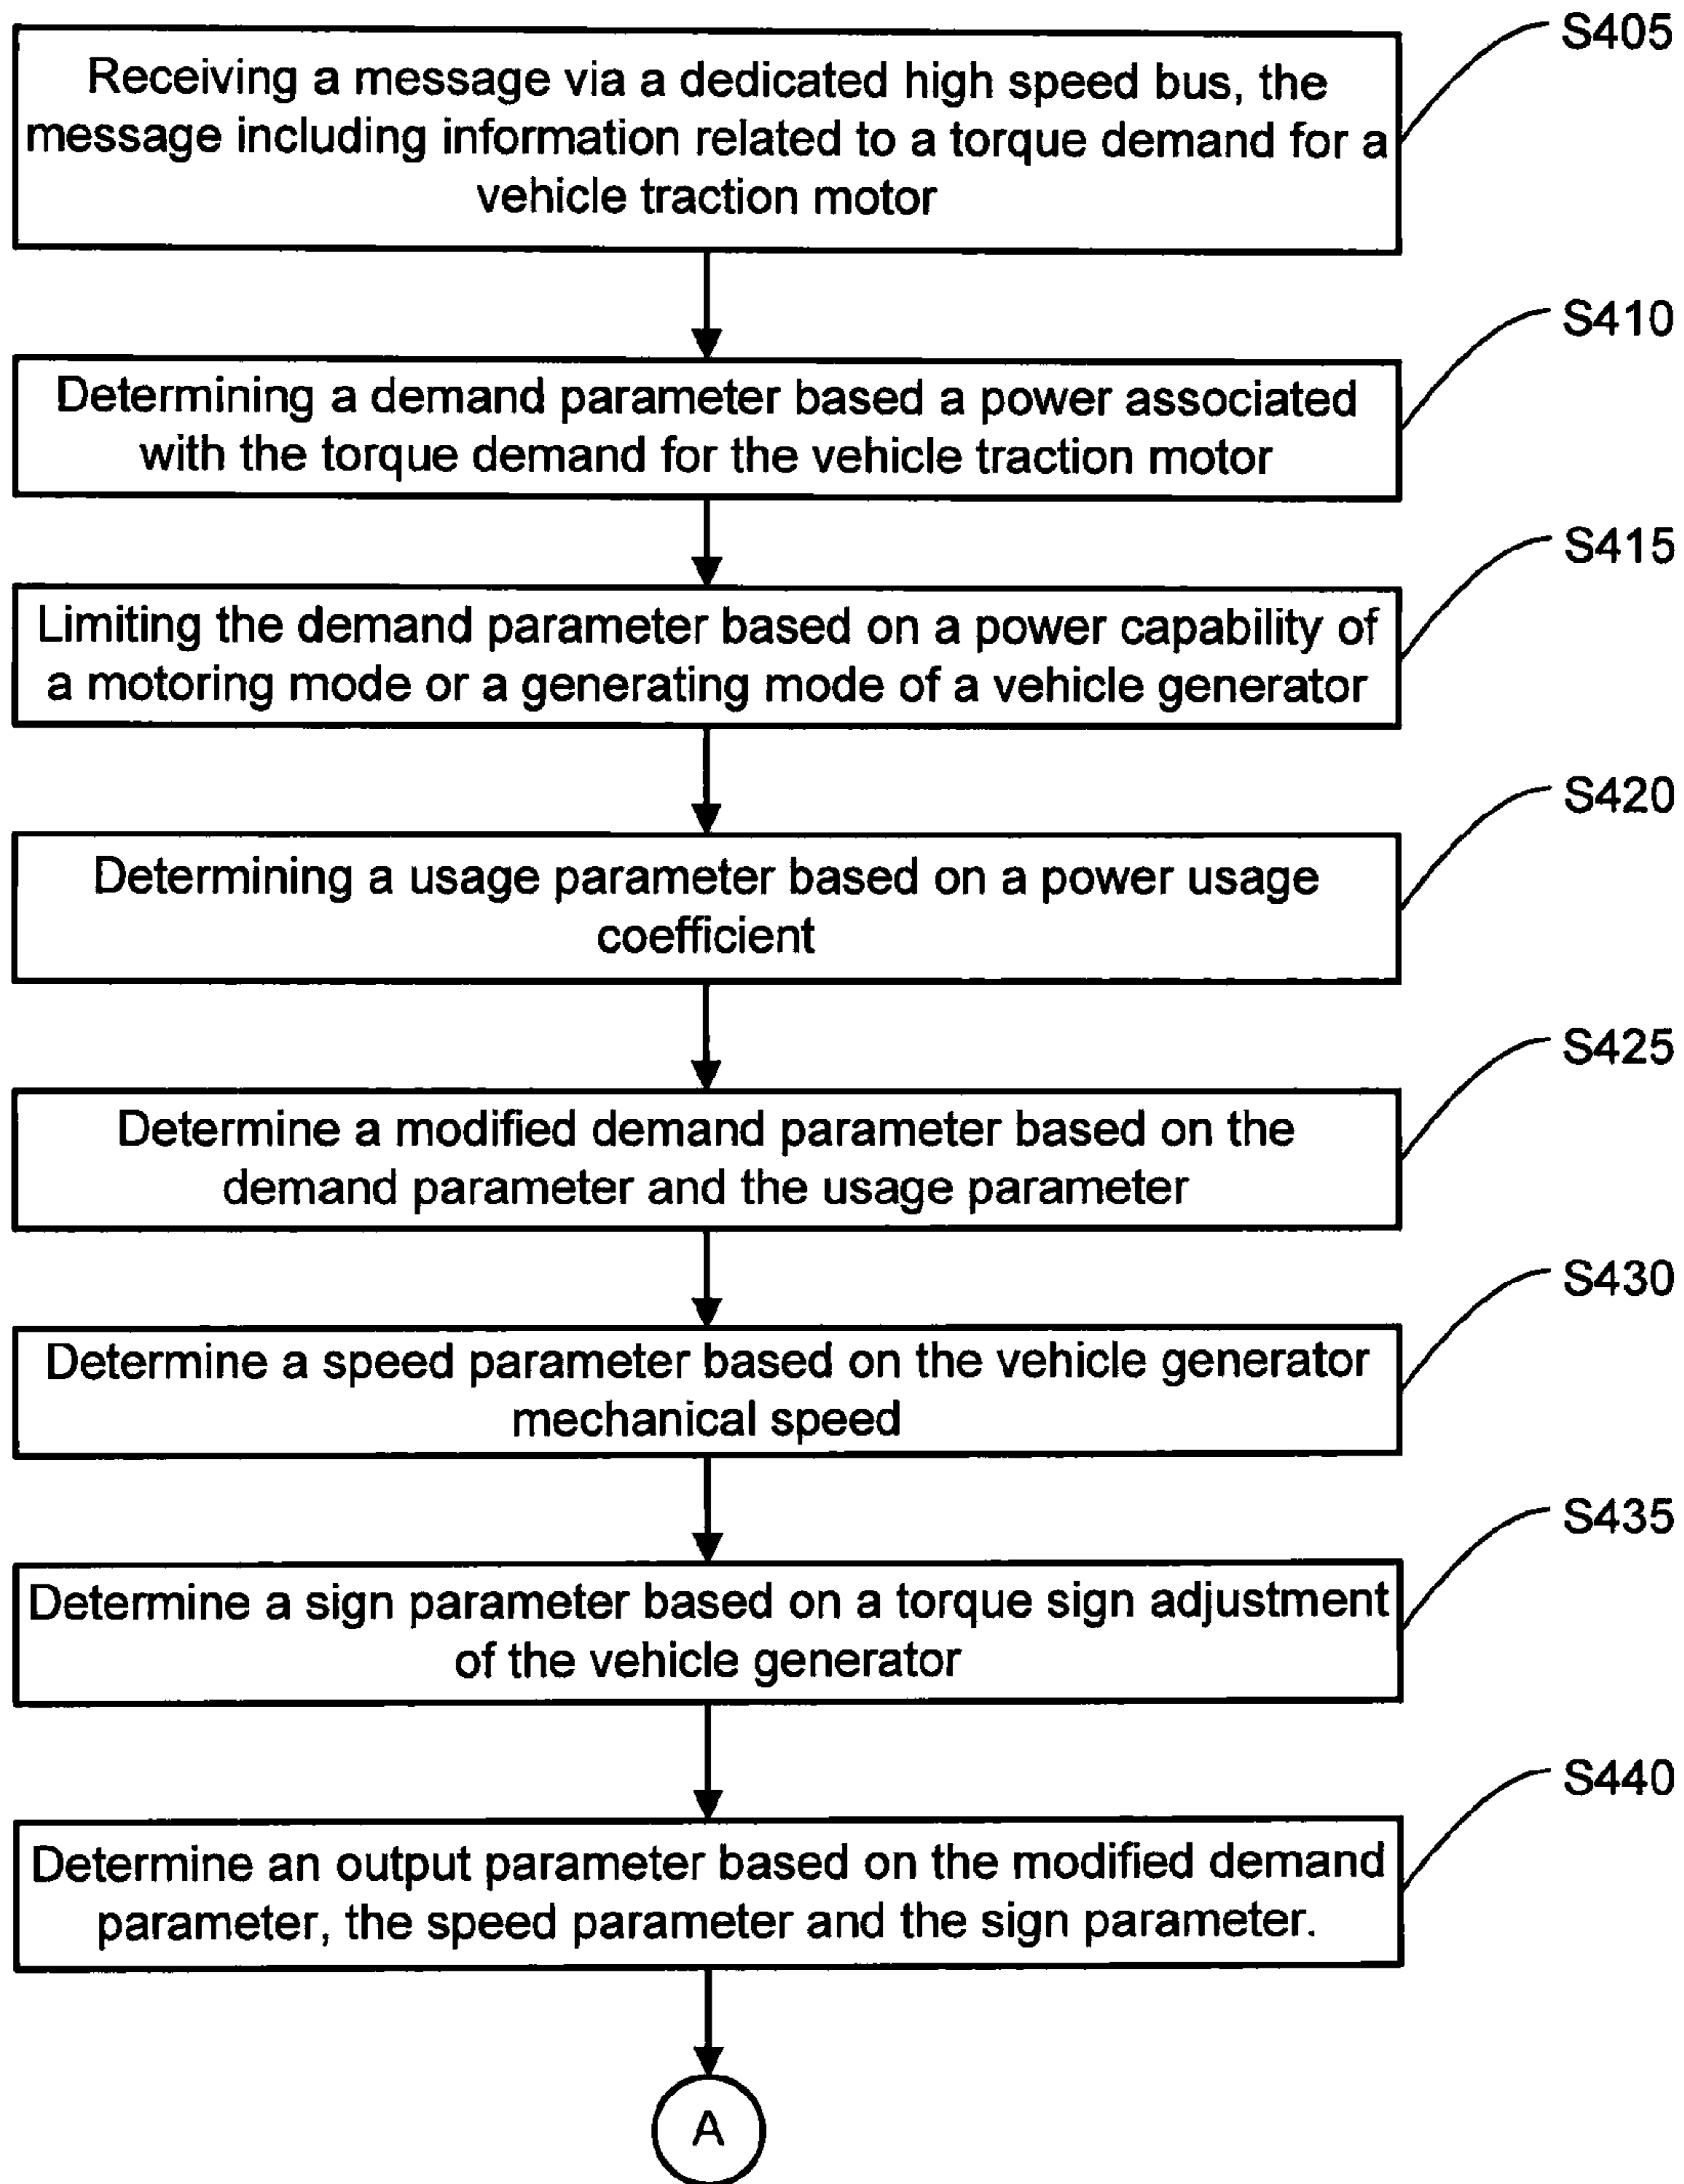 S405
Receiving a message via a dedicated high speed bus, the
message including information related to a torque demand for a
vehicle traction motor
S410
Determining a demand parameter based a power associated
with the torque demand for the vehicle traction motor
S415
Limiting the demand parameter based on a power capability of
a motoring mode or a generating mode of a vehicle generator
S420
Determining a usage parameter based on a power usage
coefficient
S425
Determine a modified demand parameter based on the
demand parameter and the usage parameter
S430
Determine a speed parameter based on the vehicle generator
mechanical speed
S435
Determine a sign parameter based on a torque sign adjustment
of the vehicle generator
S440
Determine an output parameter based on the modified demand
parameter, the speed parameter and the sign parameter.
A